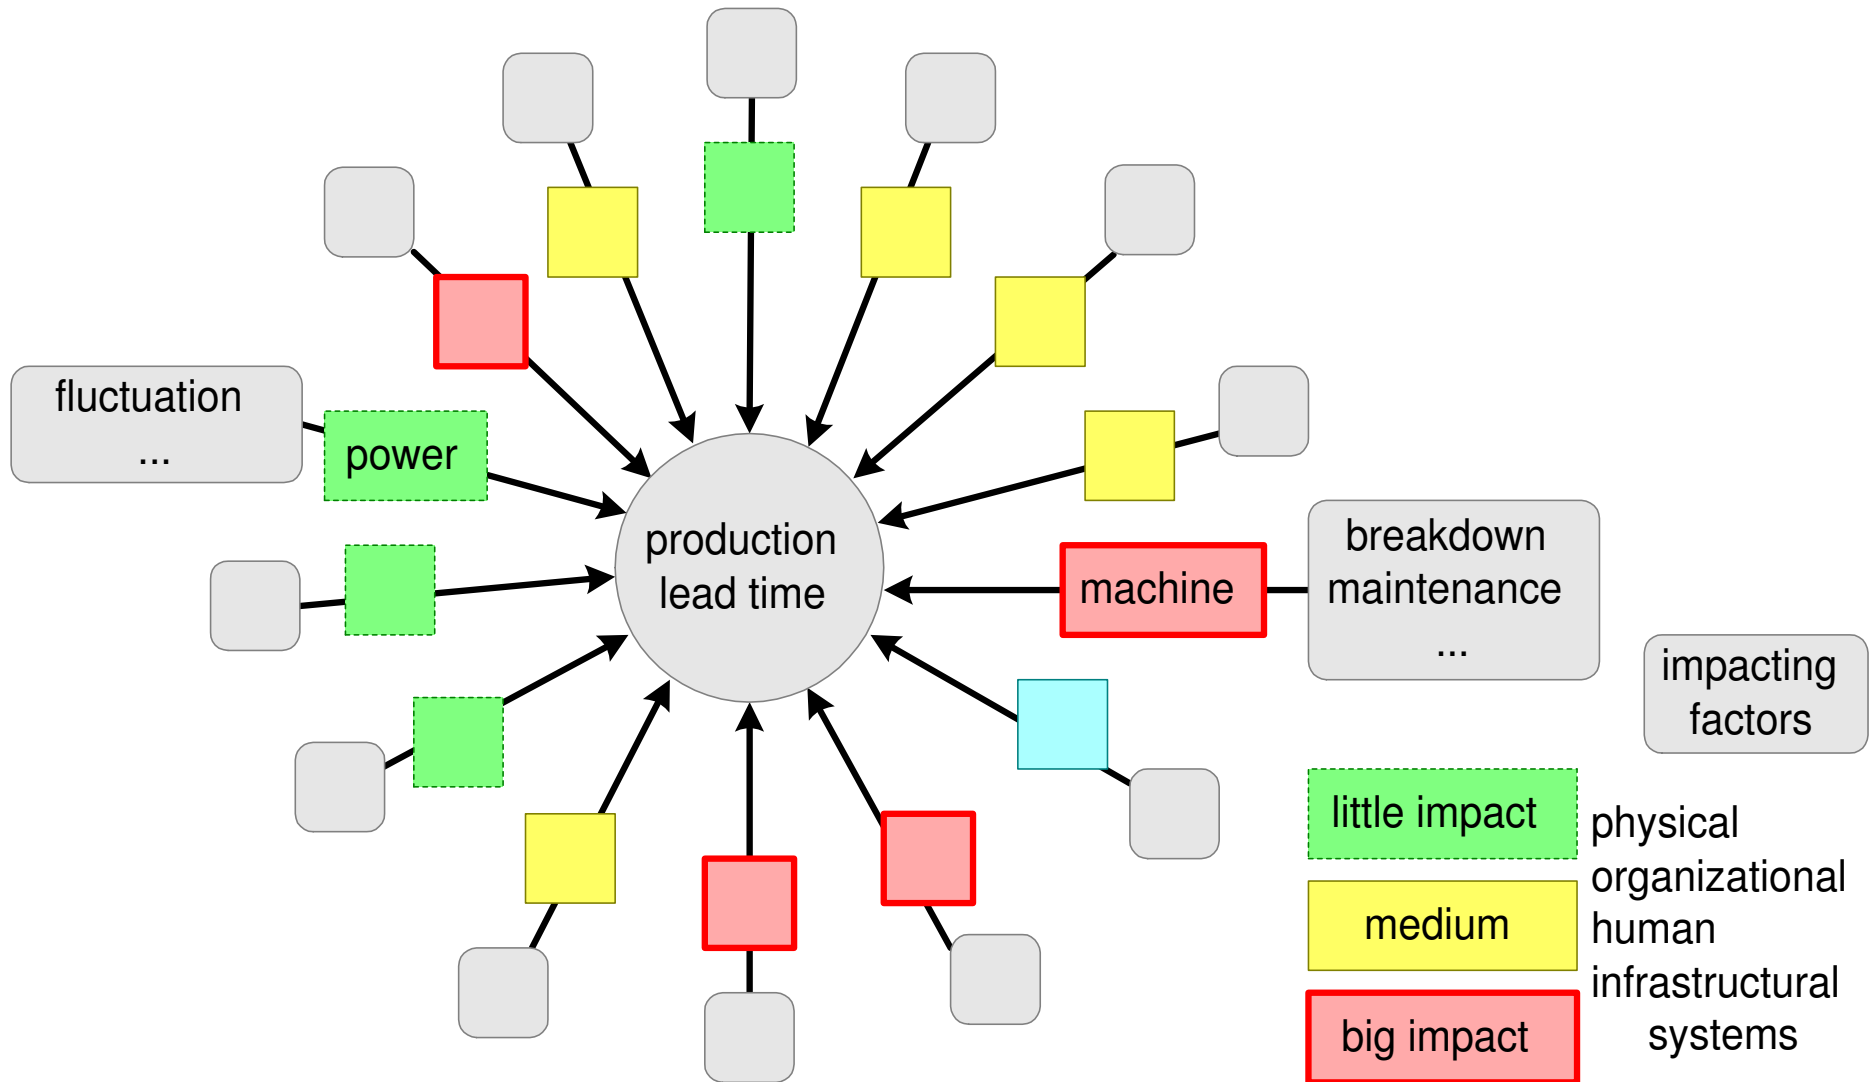 fluctuation
...
power
production
lead time
machine
breakdown
maintenance
...
impacting
factors
little impact
medium
big impact
physical
organizational
human
infrastructural
systems